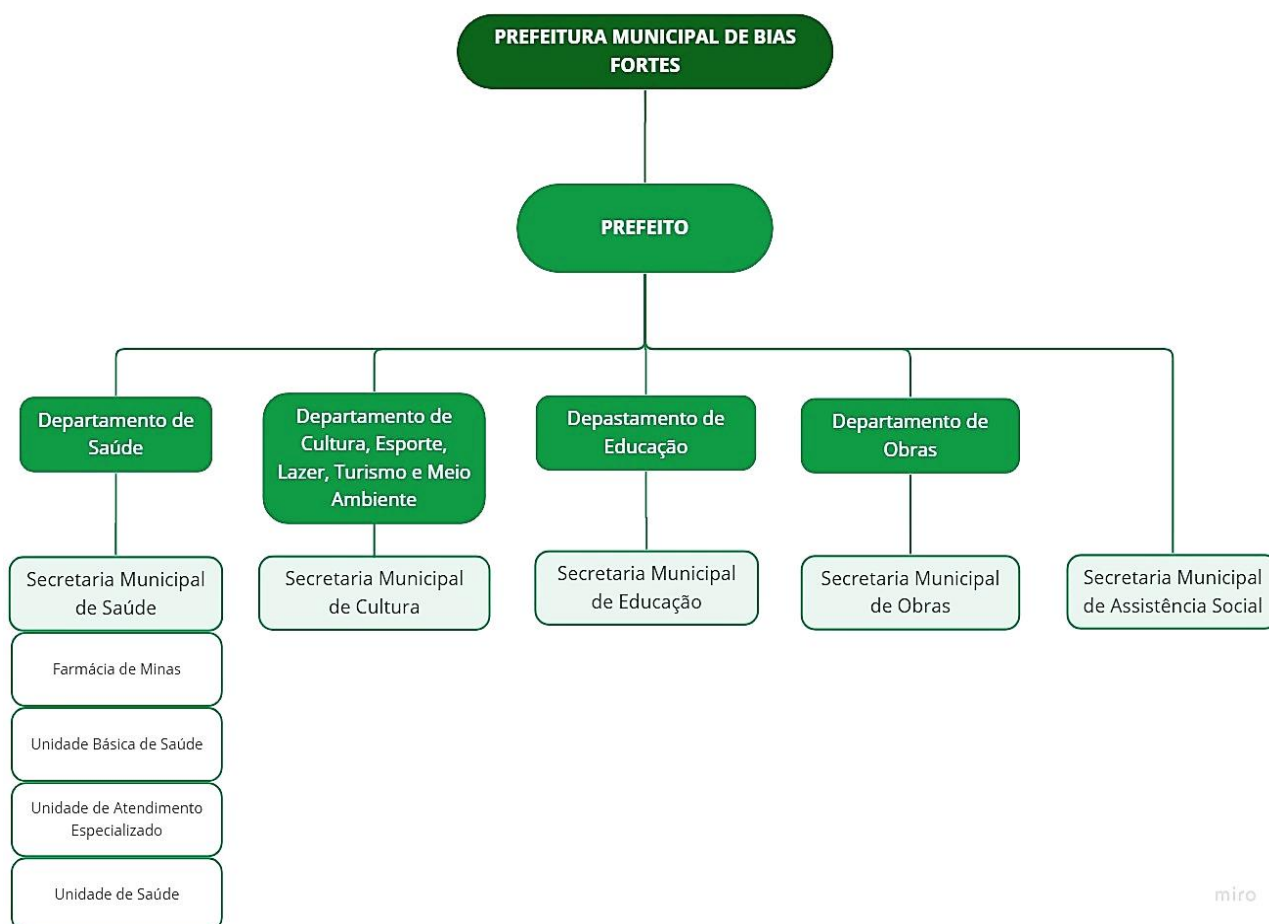 PREFEITURA MUNICIPAL DE BIAS
FORTES
PREFEITO
Departamento de
Saúde
Departamento de
Cultura, Esporte,
Lazer, Turismo e Meio
Ambiente
Depastamento de
Educação
Departamento de
Obras
Secretaria Municipal
de Saúde
Secretaria Municipal
de Cultura
Secretaria Municipal
de Educação
Secretaria Municipal
de Obras
Secretaria Municipal
de Assistência Social
Farmácia de Minas
Unidade Básica de Saúde
Unidade de Atendimento
Especializado
Unidade de Saúde
miro